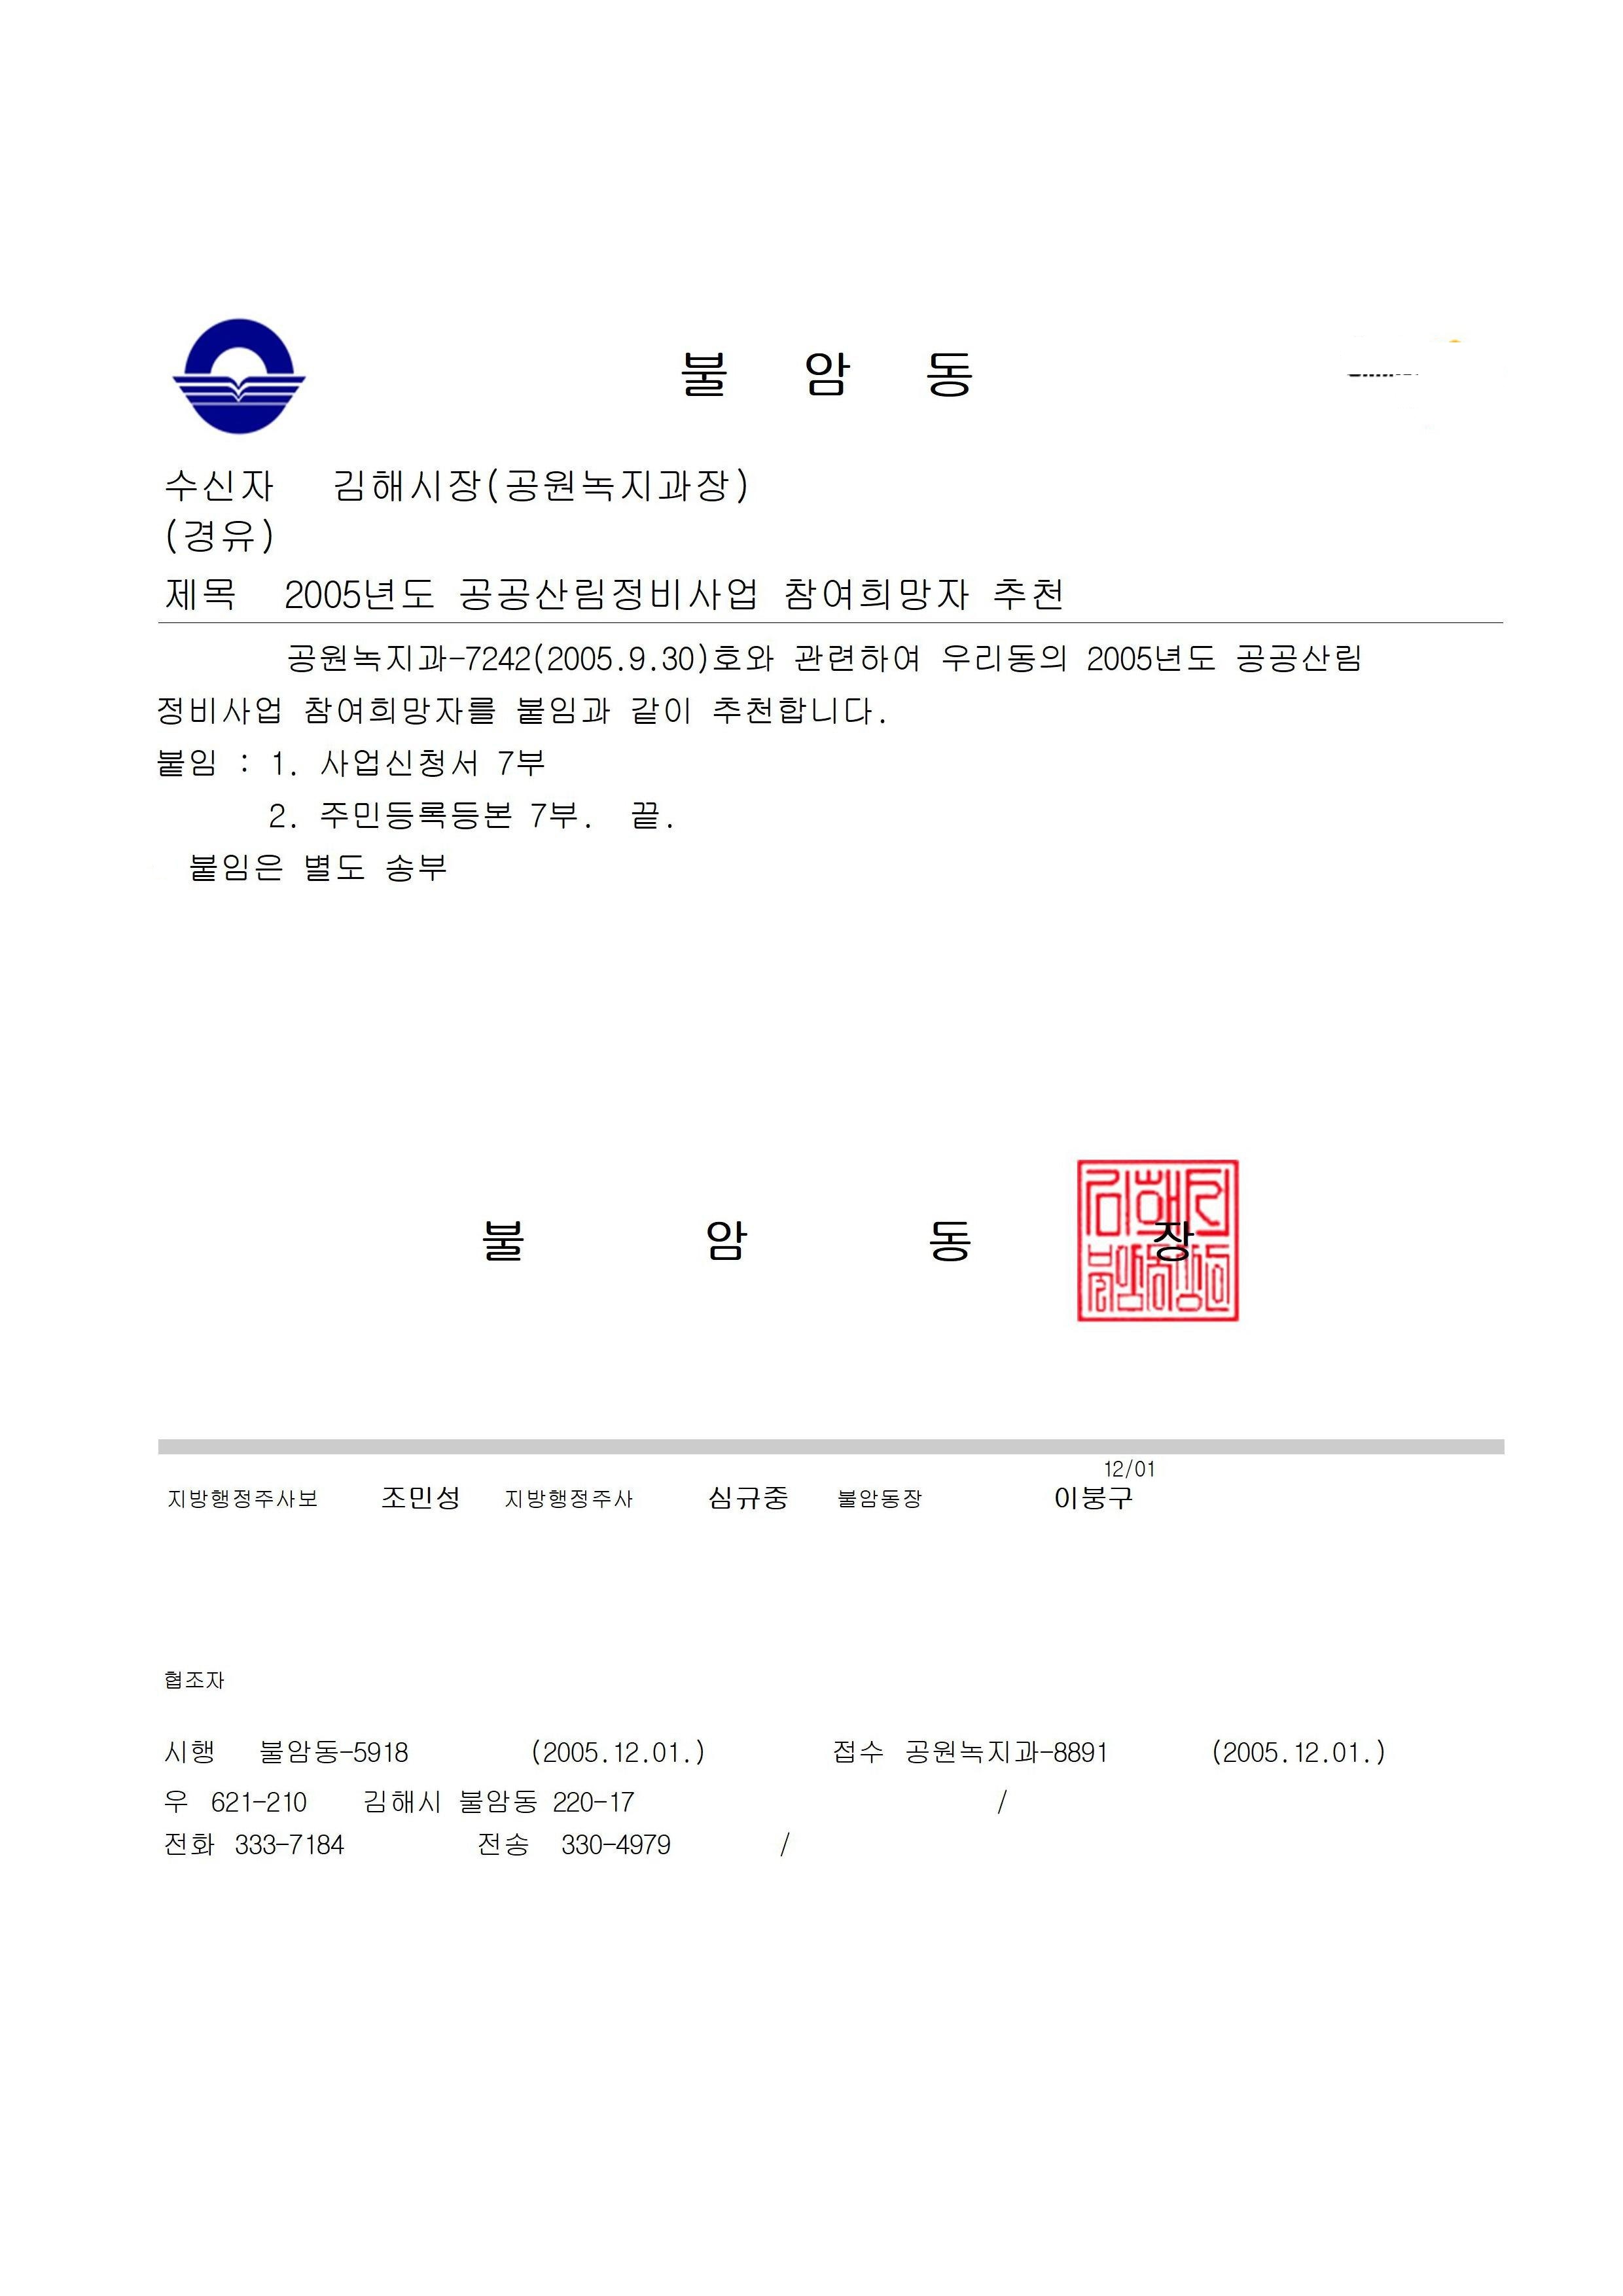 불 암 동
수신자 김해시장(공원녹지과장)
(경유)
제목 2005년도 공공산림정비사업 참여희망자 추천
공원녹지과-7242(2005.9.30)호와 관련하여 우리동의 2005년도 공공산림
정비사업 참여희망자를 붙임과 같이 추천합니다.
붙임 : 1. 사업신청서 7부
2. 주민등록등본 7부. 끝.
붙임은 별도 송부
불 암 동 장
김해시
불암동장인
12/01
지방행정주사보 조민성 지방행정주사 심규중 불암동장 이붕구
협조자
시행 불암동-5918 (2005.12.01.) 접수 공원녹지과-8891 (2005.12.01.)
우 621-210 김해시 불암동 220-17 /
전화 333-7184 전송 330-4979 /